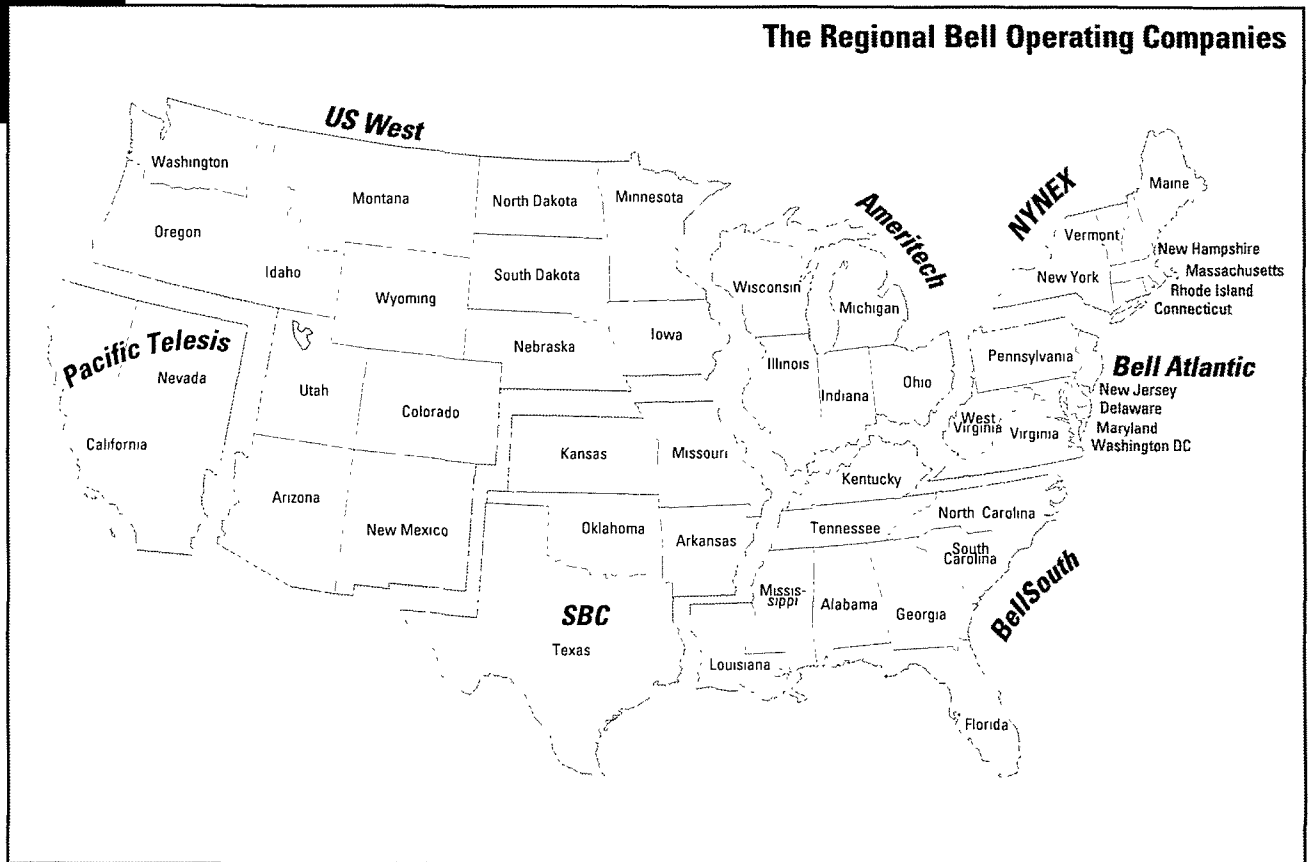 The Regional Bell Operating Companies
US West
Washington
Montana
North Dakota
Minnesota
Oregon
Idaho
South Dakota
Wyoming
Nebraska
Iowa
Utah
Colorado
Arizona
New Mexico
Pacific Telesis
Nevada
California
Ameritech
Wisconsin
Michigan
Illinois
Indiana
Ohio
NYNEX
Maine
Vermont
New Hampshire
New York
Massachusetts
Rhode Island
Connecticut
Bell Atlantic
Pennsylvania
New Jersey
Delaware
Maryland
Washington DC
West
Virginia
Virginia
SBC
Kansas
Missouri
Oklahoma
Arkansas
Texas
BellSouth
Kentucky
Tennessee
North Carolina
South
Carolina
Missis-
sippi
Alabama
Georgia
Louisiana
Florida